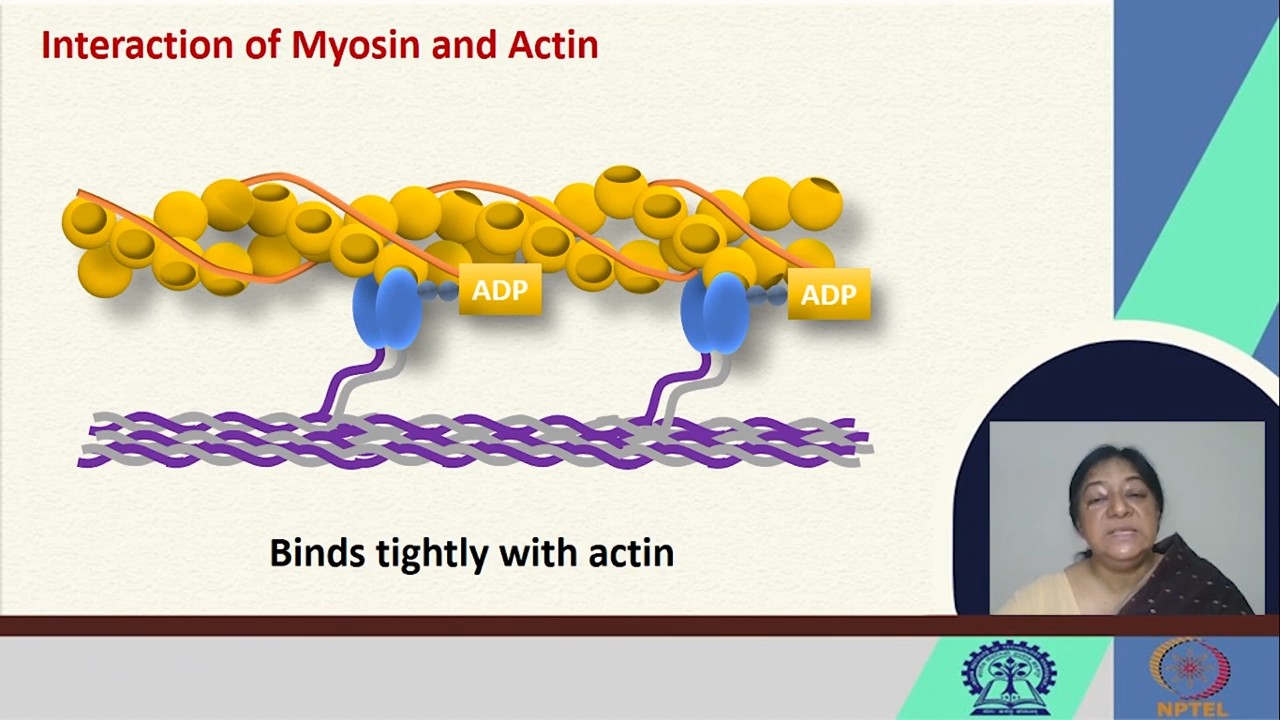 Interaction of Myosin and Actin
ADP
ADP
Binds tightly with actin
NPTEL